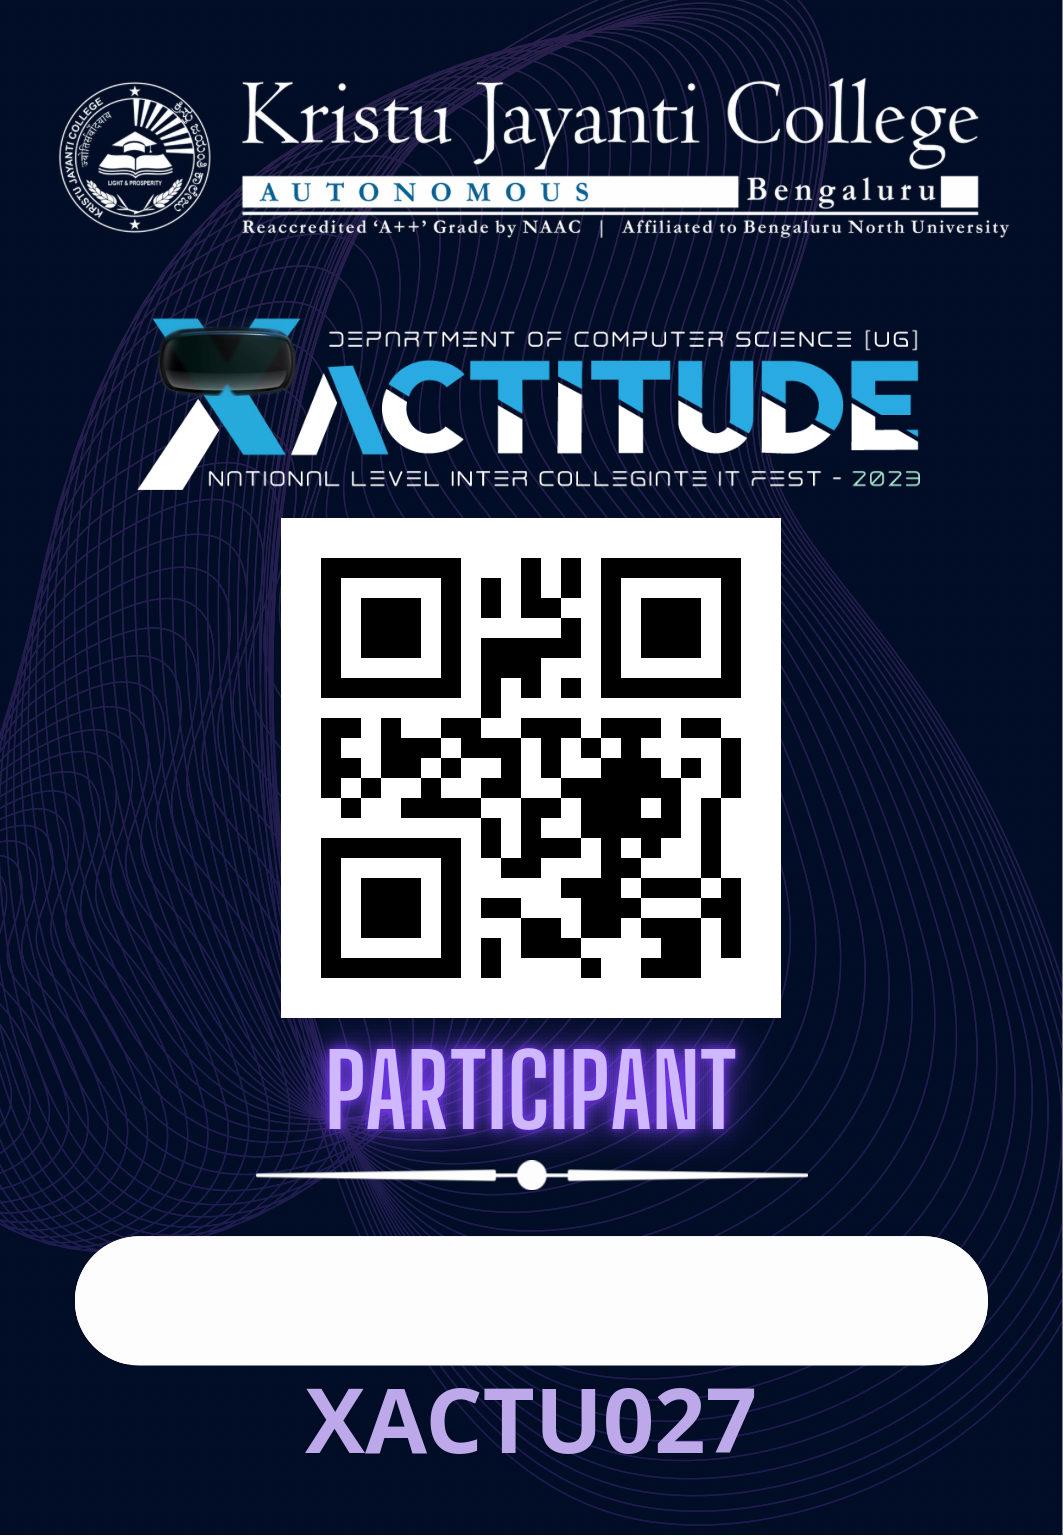 Kristu Jayanti College
AUTONOMOUS Bengaluru
Reaccredited ‘A++’ Grade by NAAC | Affiliated to Bengaluru North University
KRISTU JAYANTI COLLEGE
LIGHT & PROSPERITY
DEPARTMENT OF COMPUTER SCIENCE [UG]
XACTITUDE
NATIONAL LEVEL INTER COLLEGIATE IT FEST - 2023
PARTICIPANT
XACTU027